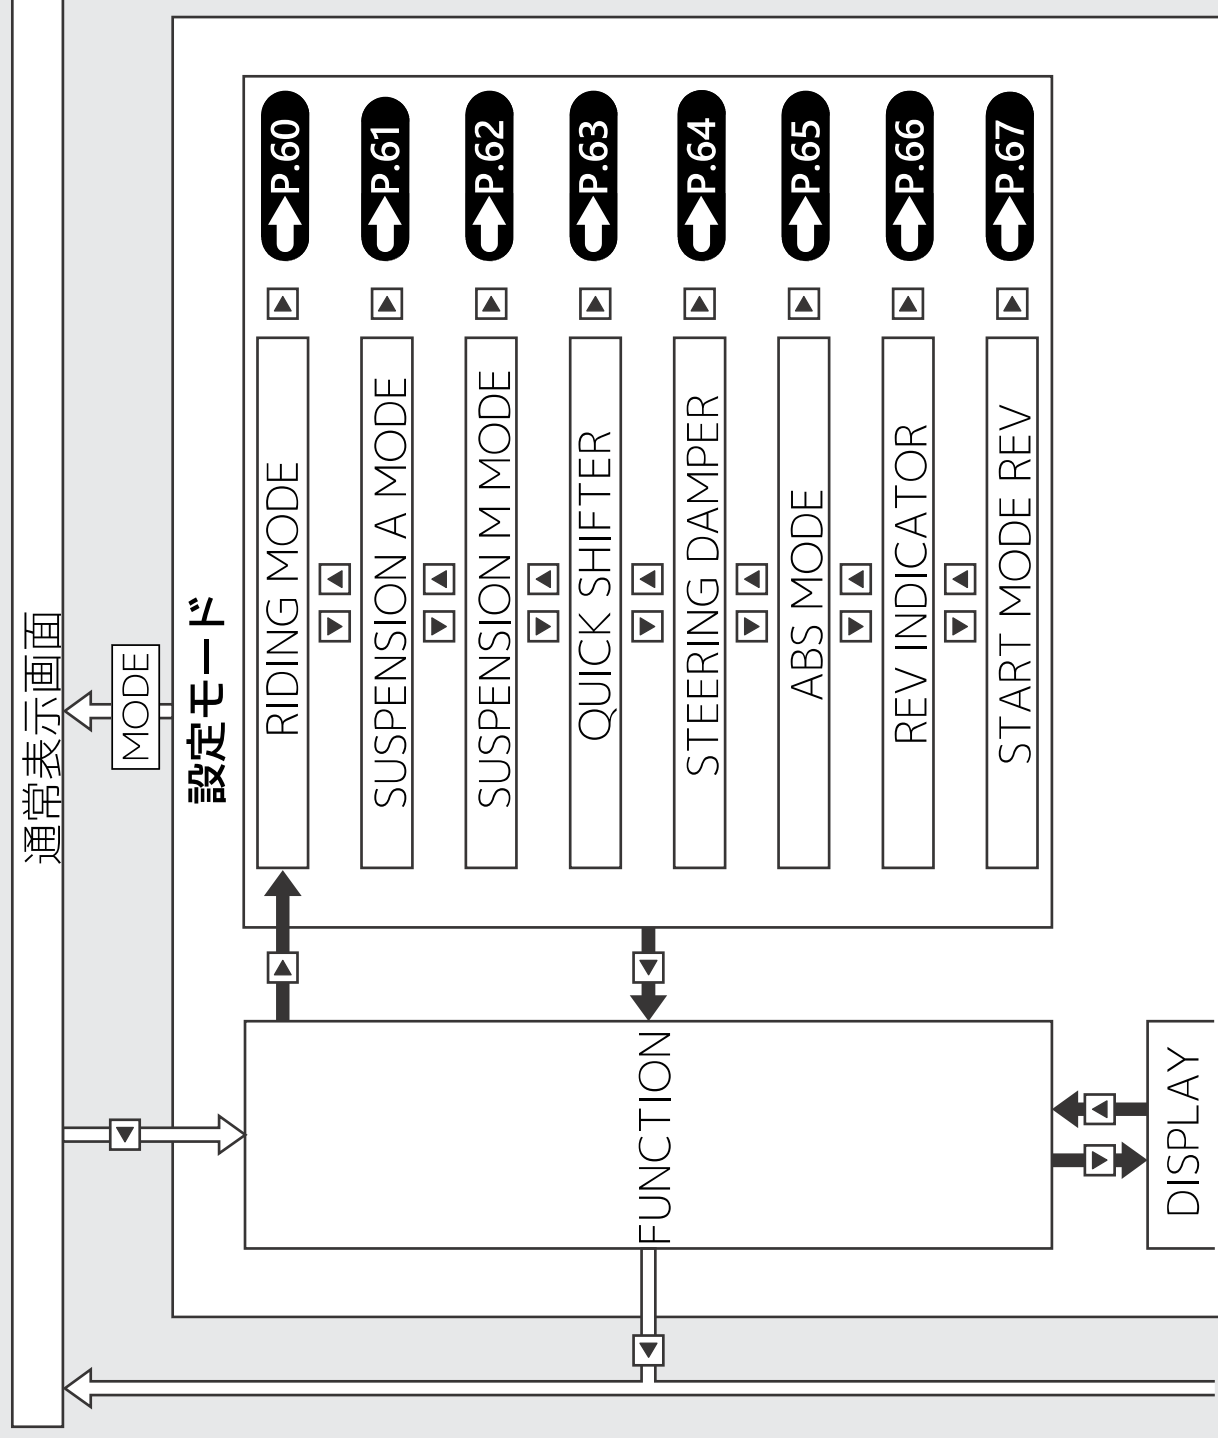 通常表示画面
MODE
設定モード
RIDING MODE
P.60
SUSPENSION A MODE
P.61
SUSPENSION M MODE
P.62
QUICK SHIFTER
P.63
STEERING DAMPER
P.64
ABS MODE
P.65
REV INDICATOR
P.66
START MODE REV
P.67
FUNCTION
DISPLAY